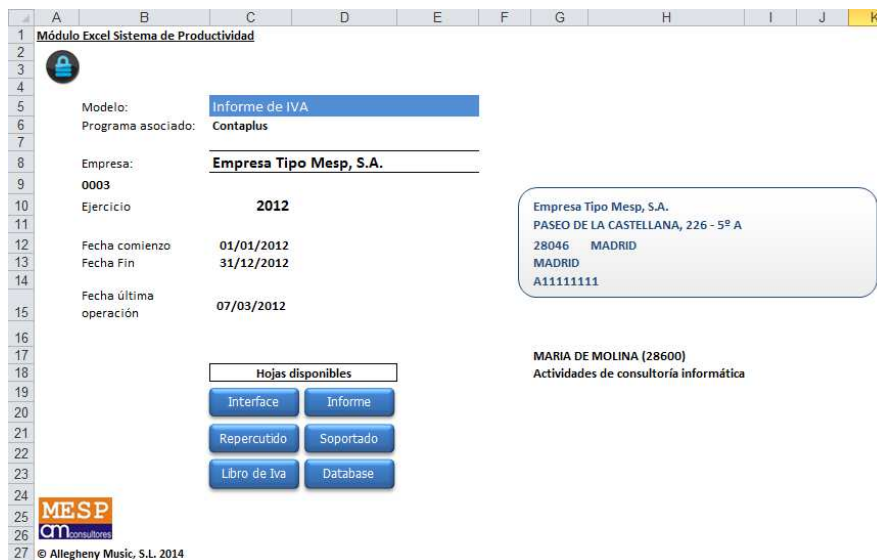 A B C D E F G H I J K
1 Módulo Excel Sistema de Productividad
2
3
4
5 Modelo: Informe de IVA
6 Programa asociado: Contaplus
7
8 Empresa: Empresa Tipo Mesp, S.A.
9 0003
10 Ejercicio 2012 Empresa Tipo Mesp, S.A.
11 PASEO DE LA CASTELLANA, 226 - 5º A
12 Fecha comienzo 01/01/2012 28046 MADRID
13 Fecha Fin 31/12/2012 MADRID
14 A11111111
Fecha última
15 operación 07/03/2012
16
17 MARIA DE MOLINA (28600)
18 Hojas disponibles Actividades de consultoría informática
19 Interface Informe
20
21 Repercutido Soportado
22
23 Libro de Iva Database
24
25 MESP
26 am consultores
27 © Allegheny Music, S.L. 2014